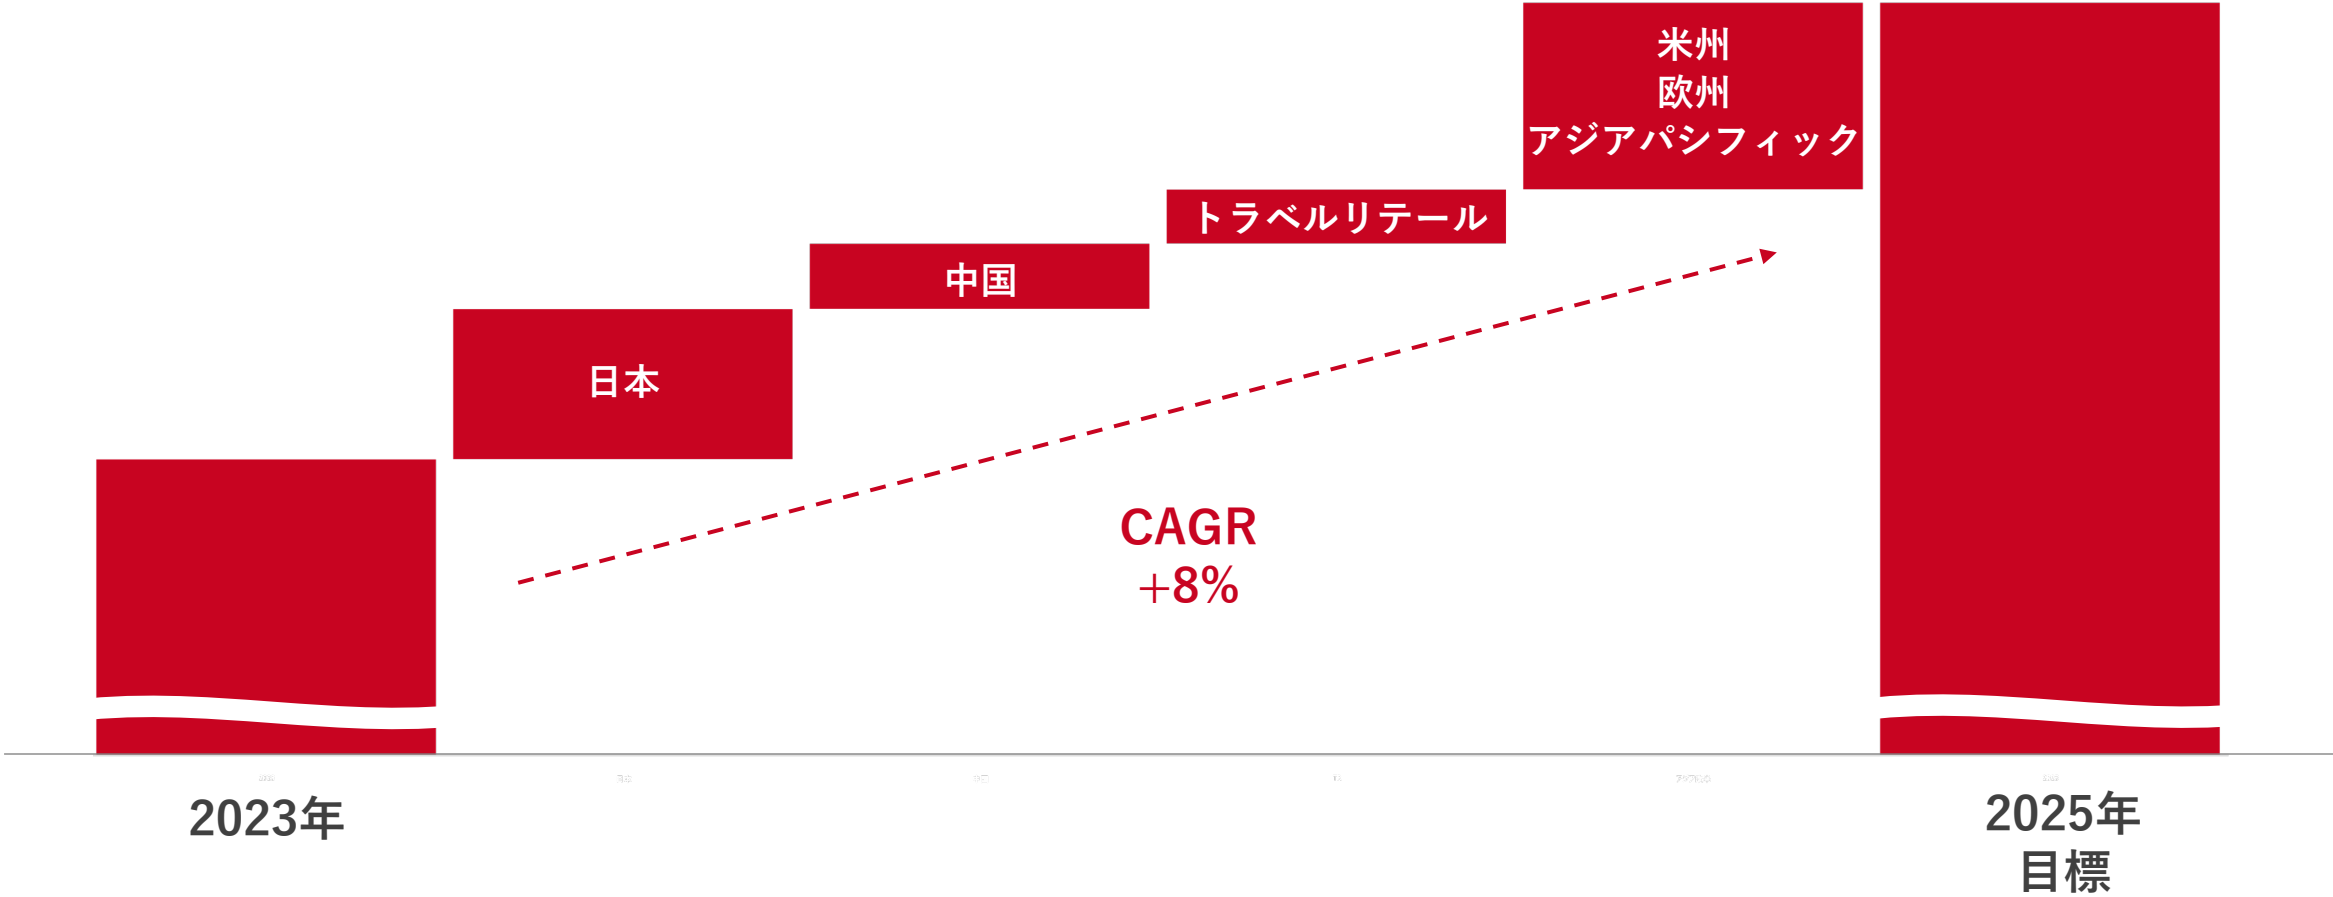 米州
欧州
アジアパシフィック
トラベルリテール
中国
日本
CAGR
+8%
2023年
2025年
目標